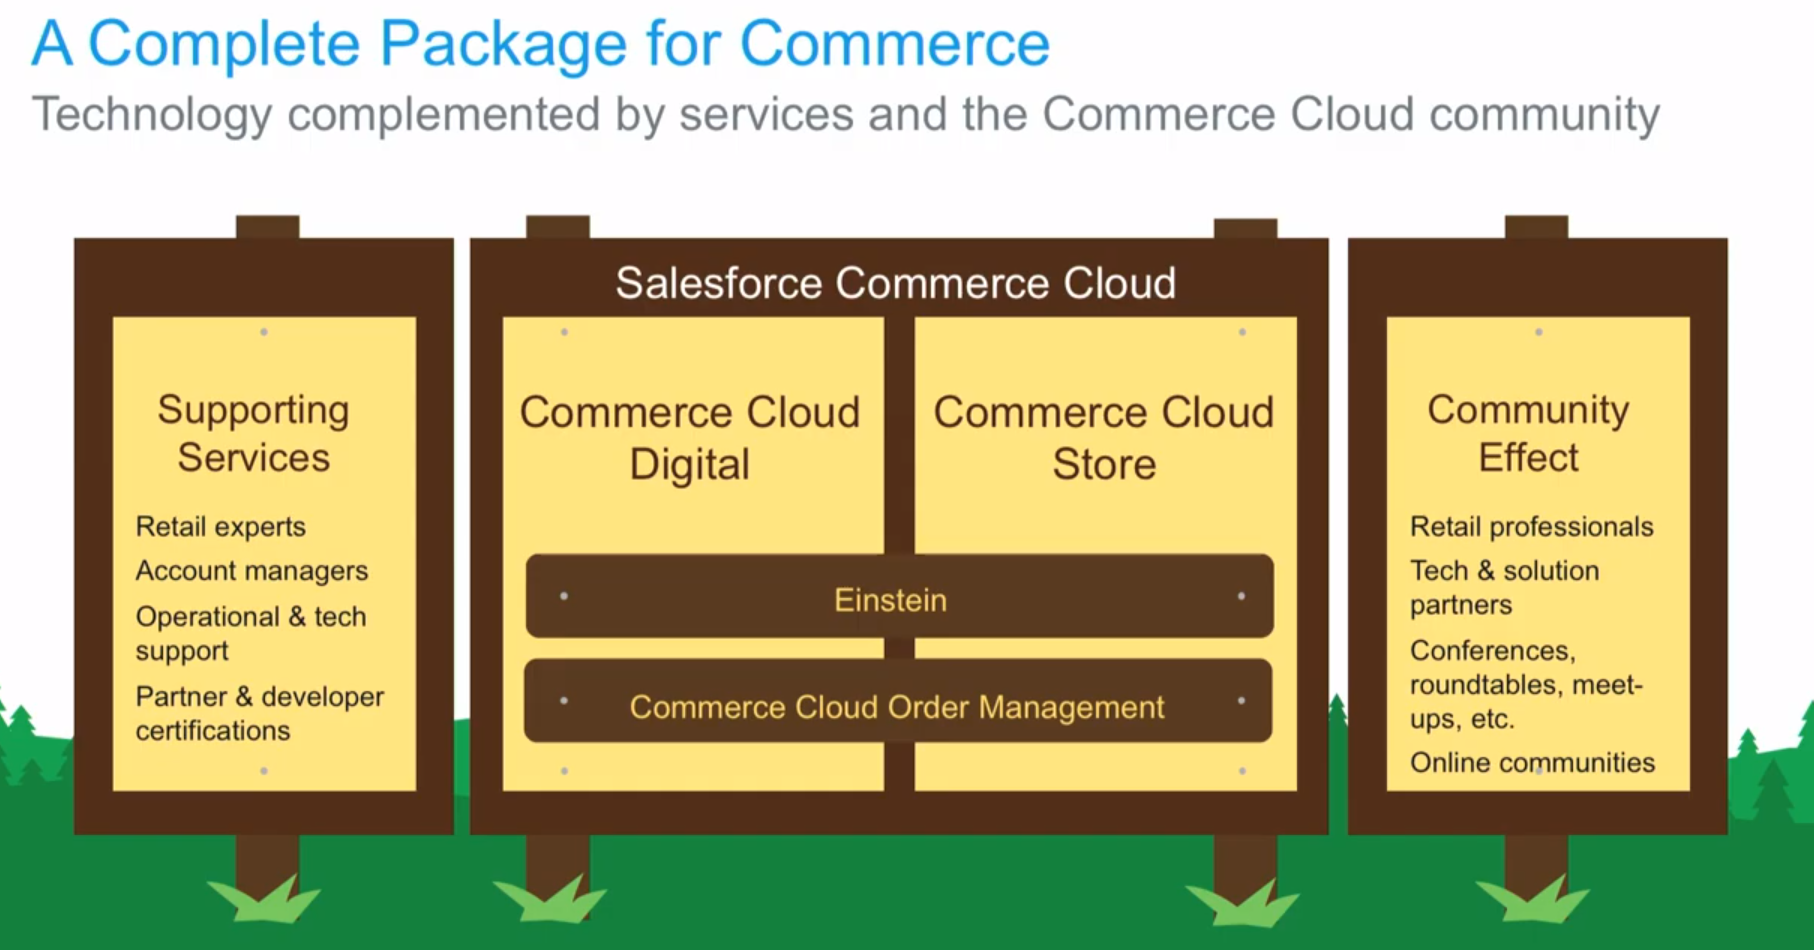 A Complete Package for Commerce
Technology complemented by services and the Commerce Cloud community
Supporting
Services
Retail experts
Account managers
Operational & tech
support
Partner & developer
certifications
Salesforce Commerce Cloud
Commerce Cloud
Digital
Commerce Cloud
Store
Einstein
Commerce Cloud Order Management
Community
Effect
Retail professionals
Tech & solution
partners
Conferences,
roundtables, meet-
ups, etc.
Online communities